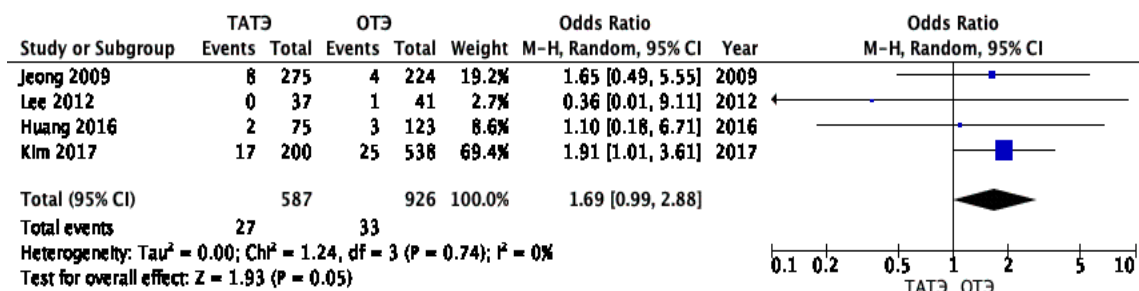 ТАТЭ ОТЭ Odds Ratio Odds Ratio
Study or Subgroup Events Total Events Total Weight M-H, Random, 95% CI Year M-H, Random, 95% CI
Jeong 2009 8 275 4 224 19.2% 1.65 [0.49, 5.55] 2009
Lee 2012 0 37 1 41 2.7% 0.36 [0.01, 9.11] 2012
Huang 2016 2 75 3 123 8.6% 1.10 [0.18, 6.71] 2016
Kim 2017 17 200 25 538 69.4% 1.91 [1.01, 3.61] 2017
Total (95% CI) 587 926 100.0% 1.69 [0.99, 2.88]
Total events 27 33
Heterogeneity: Tau² = 0.00; Chi² = 1.24, df = 3 (P = 0.74); I² = 0%
Test for overall effect: Z = 1.93 (P = 0.05)
0.1 0.2 0.5 1 2 5 10
ТАТЭ ОТЭ